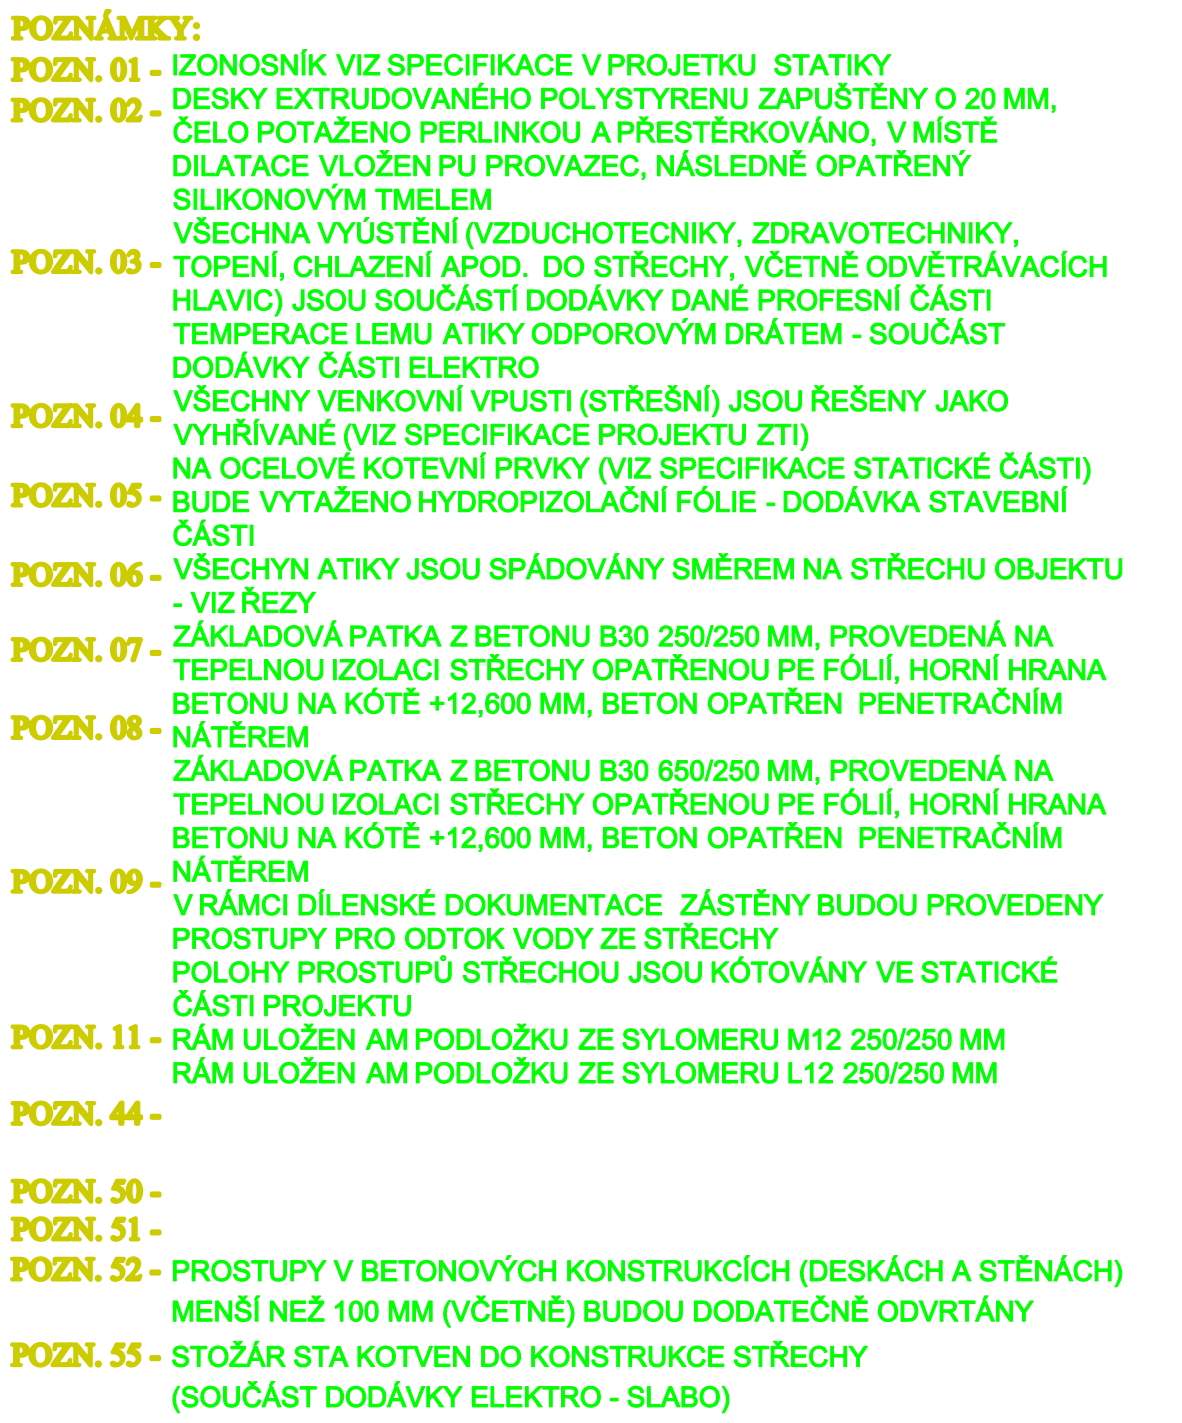 POZNÁMKY:
POZN. 01 - IZONOSNÍK VIZ SPECIFIKACE V PROJETKU STATIKY
POZN. 02 - DESKY EXTRUDOVANÉHO POLYSTYRENU ZAPUŠTĚNY O 20 MM,
ČELO POTAŽENO PERLINKOU A PŘESTĚRKOVÁNO, V MÍSTĚ
DILATACE VLOŽEN PU PROVAZEC, NÁSLEDNĚ OPATŘENÝ
SILIKONOVÝM TMELEM
VŠECHNA VYÚSTĚNÍ (VZDUCHOTECNIKY, ZDRAVOTECHNIKY,
POZN. 03 - TOPENÍ, CHLAZENÍ APOD. DO STŘECHY, VČETNĚ ODVĚTRÁVACÍCH
HLAVIC) JSOU SOUČÁSTÍ DODÁVKY DANÉ PROFESNÍ ČÁSTI
TEMPERACE LEMU ATIKY ODPOROVÝM DRÁTEM - SOUČÁST
DODÁVKY ČÁSTI ELEKTRO
POZN. 04 - VŠECHNY VENKOVNÍ VPUSTI (STŘEŠNÍ) JSOU ŘEŠENY JAKO
VYHŘÍVANÉ (VIZ SPECIFIKACE PROJEKTU ZTI)
NA OCELOVÉ KOTEVNÍ PRVKY (VIZ SPECIFIKACE STATICKÉ ČÁSTI)
POZN. 05 - BUDE VYTAŽENO HYDROPIZOLAČNÍ FÓLIE - DODÁVKA STAVEBNÍ
ČÁSTI
POZN. 06 - VŠECHYN ATIKY JSOU SPÁDOVÁNY SMĚREM NA STŘECHU OBJEKTU
- VIZ ŘEZY
POZN. 07 - ZÁKLADOVÁ PATKA Z BETONU B30 250/250 MM, PROVEDENÁ NA
TEPELNOU IZOLACI STŘECHY OPATŘENOU PE FÓLIÍ, HORNÍ HRANA
BETONU NA KÓTĚ +12,600 MM, BETON OPATŘEN PENETRAČNÍM
POZN. 08 - NÁTĚREM
ZÁKLADOVÁ PATKA Z BETONU B30 650/250 MM, PROVEDENÁ NA
TEPELNOU IZOLACI STŘECHY OPATŘENOU PE FÓLIÍ, HORNÍ HRANA
BETONU NA KÓTĚ +12,600 MM, BETON OPATŘEN PENETRAČNÍM
POZN. 09 - NÁTĚREM
V RÁMCI DÍLENSKÉ DOKUMENTACE ZÁSTĚNY BUDOU PROVEDENY
PROSTUPY PRO ODTOK VODY ZE STŘECHY
POLOHY PROSTUPŮ STŘECHOU JSOU KÓTOVÁNY VE STATICKÉ
ČÁSTI PROJEKTU
POZN. 11 - RÁM ULOŽEN AM PODLOŽKU ZE SYLOMERU M12 250/250 MM
RÁM ULOŽEN AM PODLOŽKU ZE SYLOMERU L12 250/250 MM
POZN. 44 -
POZN. 50 -
POZN. 51 -
POZN. 52 - PROSTUPY V BETONOVÝCH KONSTRUKCÍCH (DESKÁCH A STĚNÁCH)
MENŠÍ NEŽ 100 MM (VČETNĚ) BUDOU DODATEČNĚ ODVRTÁNY
POZN. 55 - STOŽÁR STA KOTVEN DO KONSTRUKCE STŘECHY
(SOUČÁST DODÁVKY ELEKTRO - SLABO)